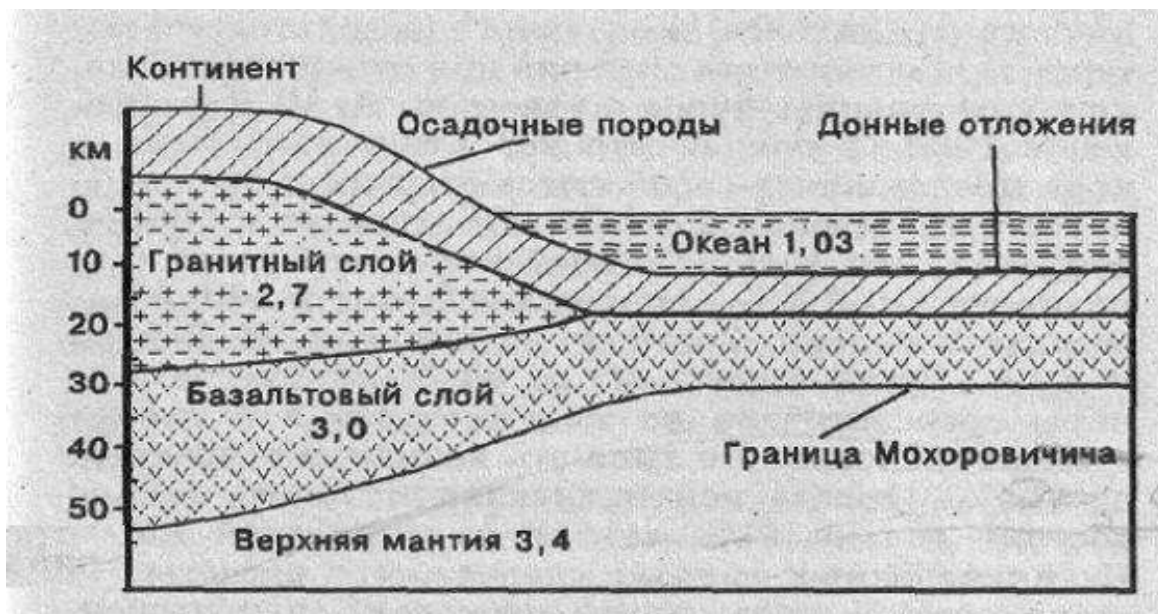 Континент
Осадочные породы
Донные отложения
км
0
Океан 1,03
10
Гранитный слой
2,7
20
30
Базальтовый слой
3,0
40
Граница Мохоровичича
50
Верхняя мантия 3,4